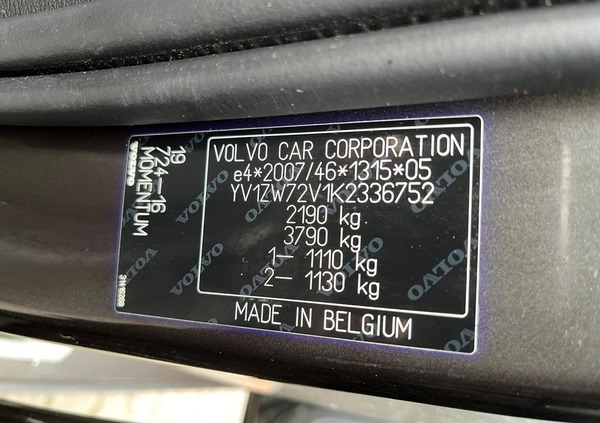 VOLVO CAR CORPORATION
e4*2007/46*1315*05
YV1ZW72V1K2336752
2190 kg
3790 kg
1– 1110 kg
2– 1130 kg
MADE IN BELGIUM
19
724–16
MOMENTUM
VOLVO